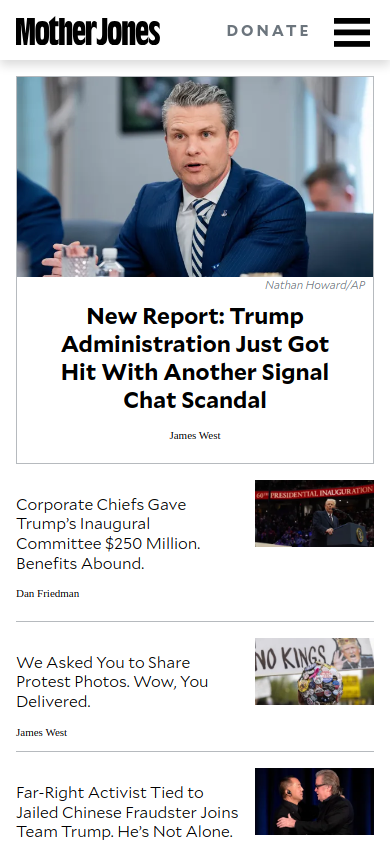 Mother Jones
DONATE
Nathan Howard/AP
New Report: Trump
Administration Just Got
Hit With Another Signal
Chat Scandal
James West
Corporate Chiefs Gave
Trump’s Inaugural
Committee $250 Million.
Benefits Abound.
60TH PRESIDENTIAL INAUGURATION
Dan Friedman
We Asked You to Share
Protest Photos. Wow, You
Delivered.
NO KINGS
James West
Far-Right Activist Tied to
Jailed Chinese Fraudster Joins
Team Trump. He’s Not Alone.